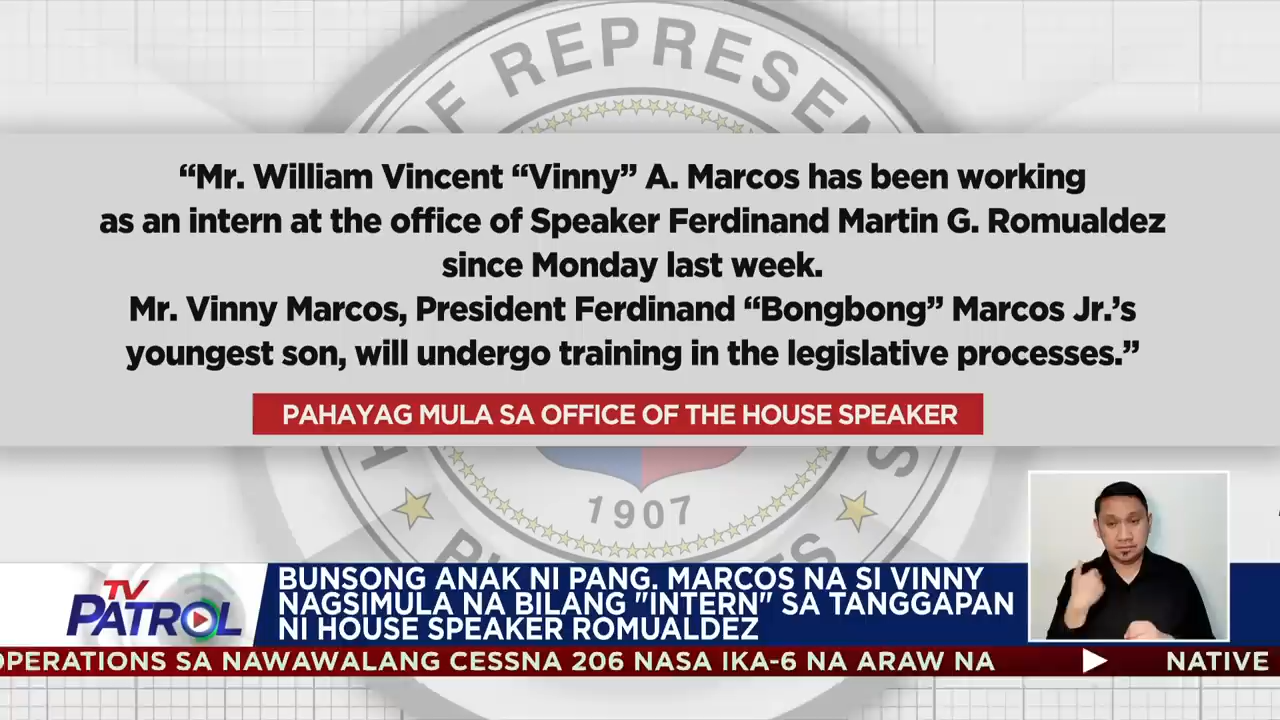 OF REPRESEN
“Mr. William Vincent “Vinny” A. Marcos has been working
as an intern at the office of Speaker Ferdinand Martin G. Romualdez
since Monday last week.
Mr. Vinny Marcos, President Ferdinand “Bongbong” Marcos Jr.’s
youngest son, will undergo training in the legislative processes.”
PAHAYAG MULA SA OFFICE OF THE HOUSE SPEAKER
1907
TV
PATROL
BUNSONG ANAK NI PANG. MARCOS NA SI VINNY
NAGSIMULA NA BILANG "INTERN" SA TANGGAPAN
NI HOUSE SPEAKER ROMUALDEZ
OPERATIONS SA NAWAWALANG CESSNA 206 NASA IKA-6 NA ARAW NA
NATIVE